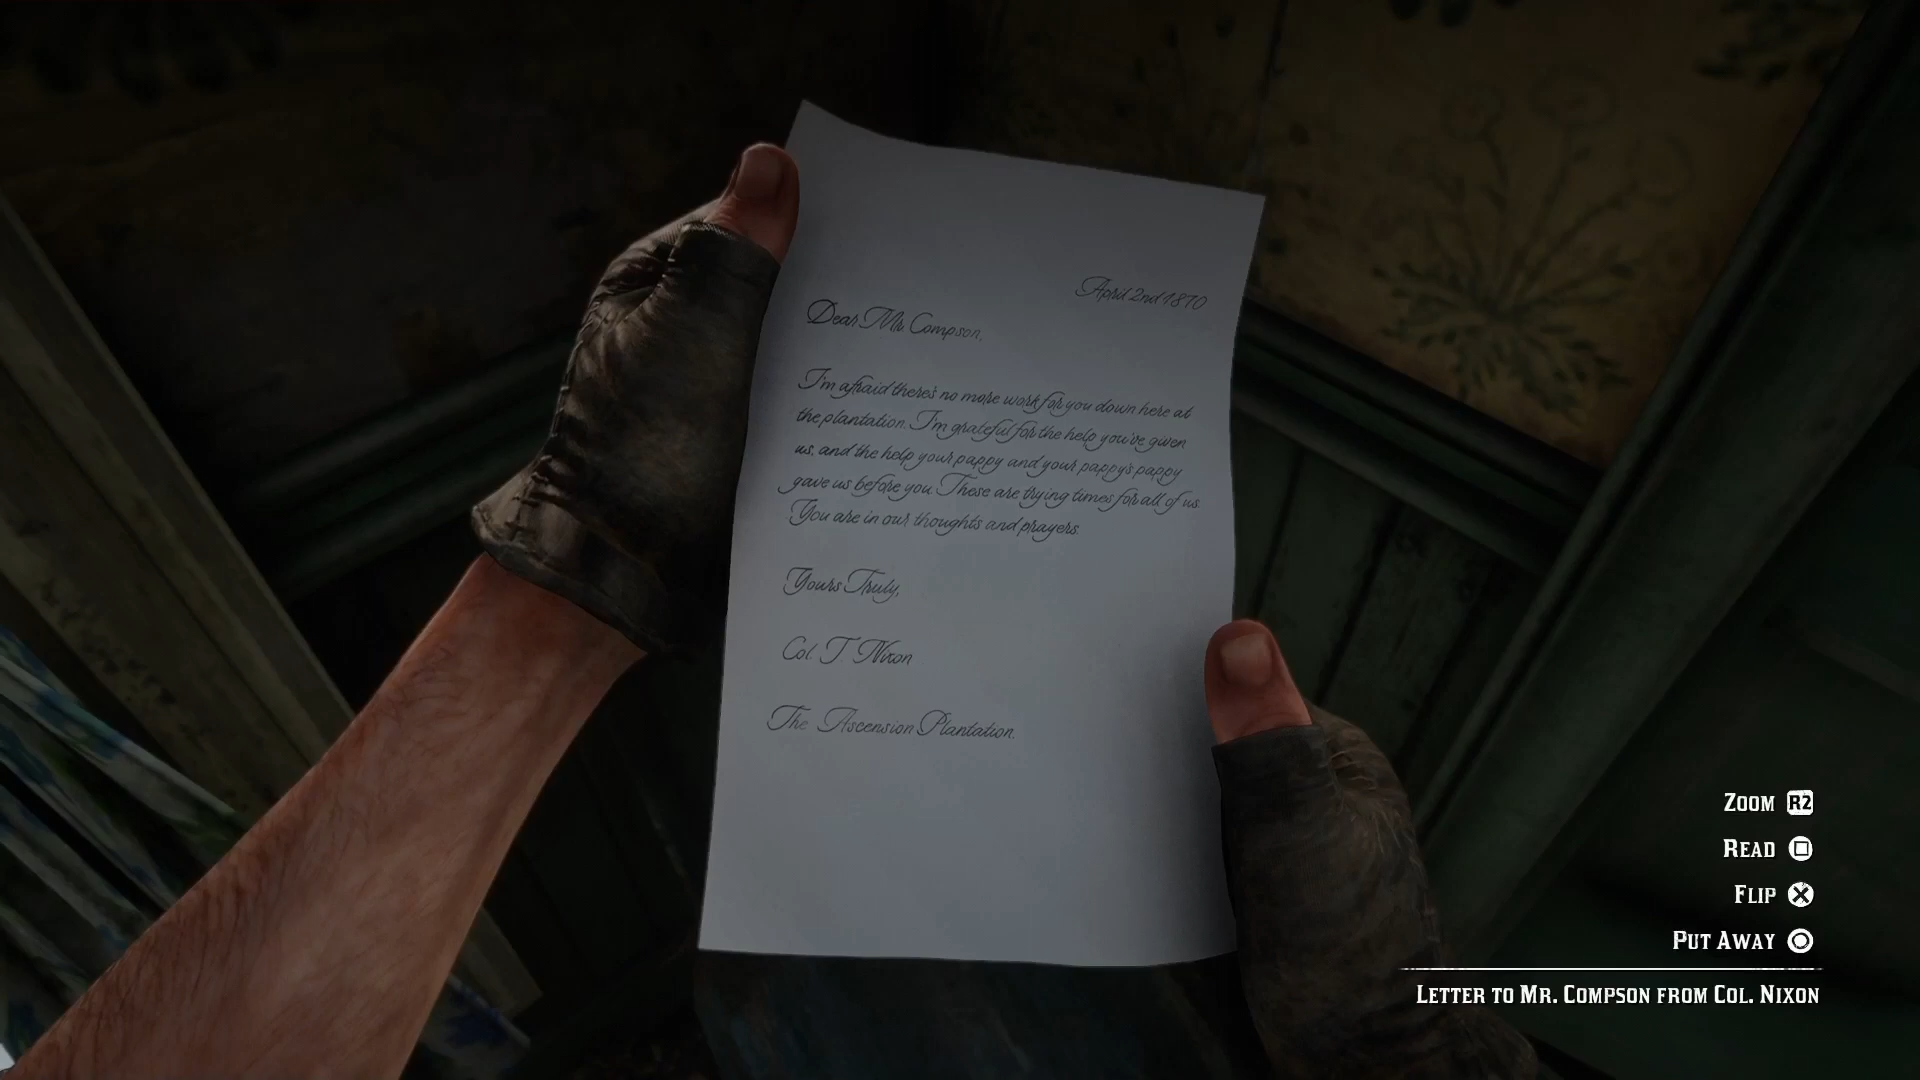 April 2nd 1870
Dear Mr. Compson,
I'm afraid there's no more work for you down here at
the plantation. I'm grateful for the help you've given
us, and the help your pappy and your pappy's pappy
gave us before you. These are trying times for all of us.
You are in our thoughts and prayers.
Yours Truly,
Col. T. Nixon
The Ascension Plantation.
ZOOM R2
READ
FLIP
PUT AWAY
LETTER TO MR. COMPSON FROM COL. NIXON